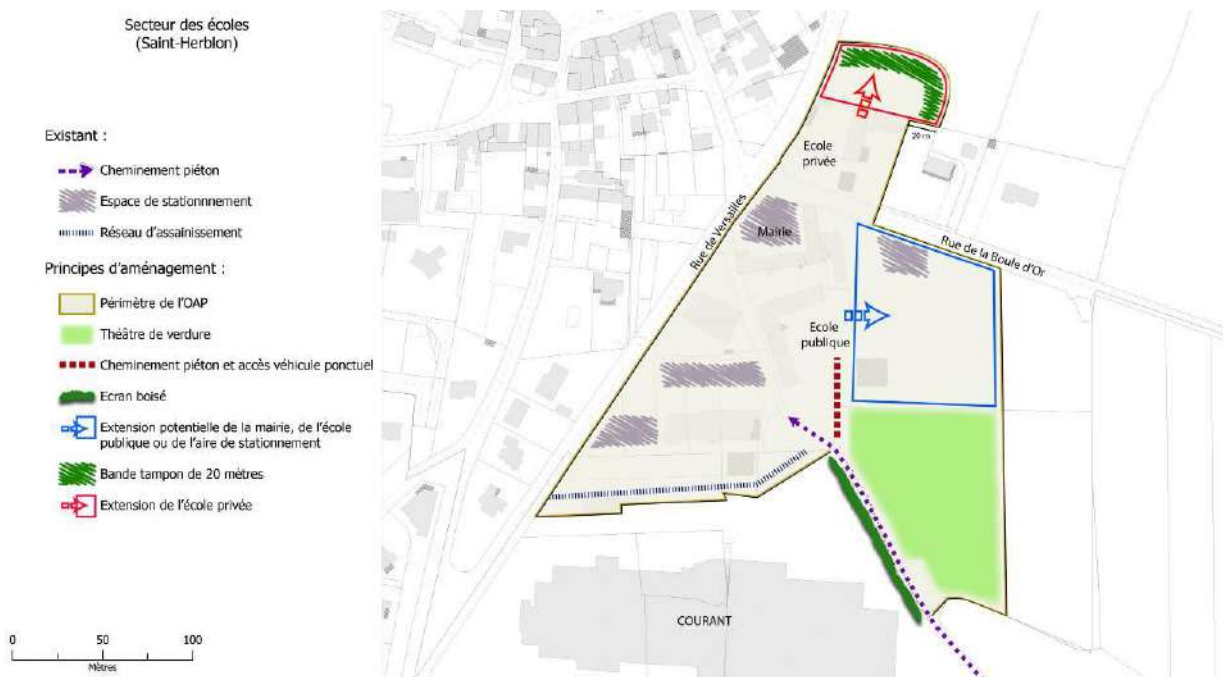 Secteur des écoles
(Saint-Herblon)
Existant :
Cheminement piéton
Espace de stationnnement
Réseau d'assainissement
Principes d'aménagement :
Périmètre de l'OAP
Théâtre de verdure
Cheminement piéton et accès véhicule ponctuel
Ecran boisé
Extension potentielle de la mairie, de l'école
publique ou de l'aire de stationnement
Bande tampon de 20 mètres
Extension de l'école privée
0 50 100
Mètres
Ecole
privée
20 m
Rue de Versailles
Mairie
Rue de la Boule d'Or
Ecole
publique
COURANT